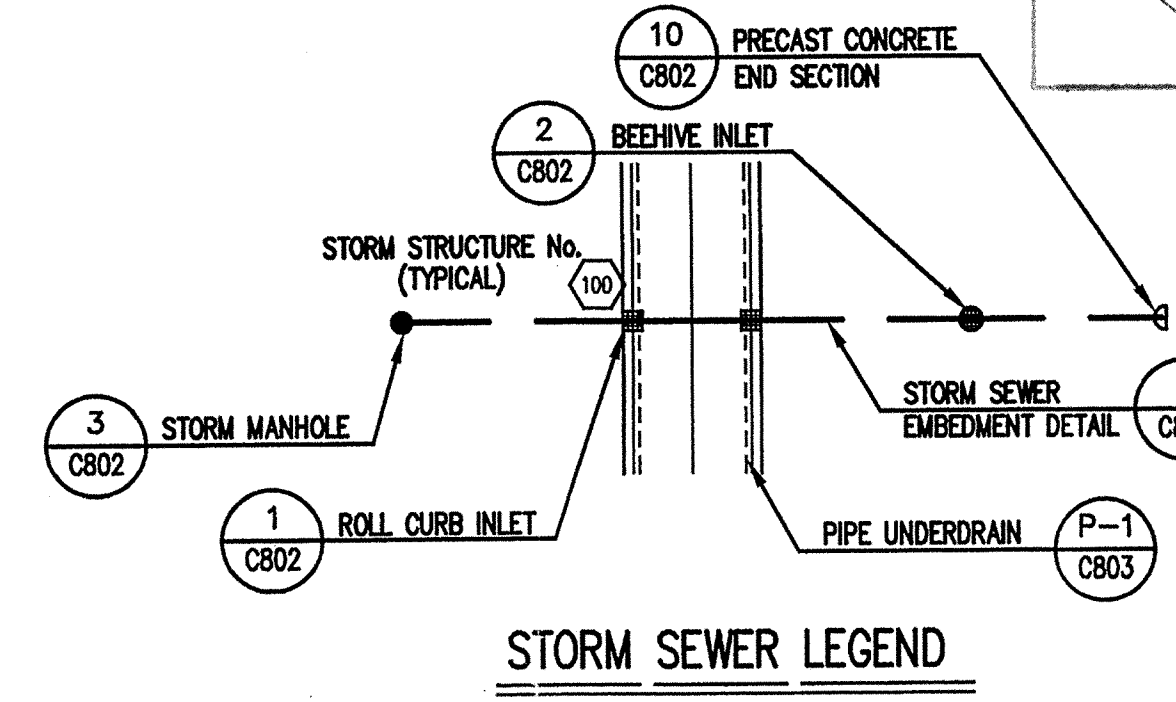 10
C802
PRECAST CONCRETE
END SECTION
2
C802
BEEHIVE INLET
STORM STRUCTURE No.
(TYPICAL)
100
3
C802
STORM MANHOLE
STORM SEWER
EMBEDMENT DETAIL
1
C802
ROLL CURB INLET
PIPE UNDERDRAIN
P-1
C803
STORM SEWER LEGEND